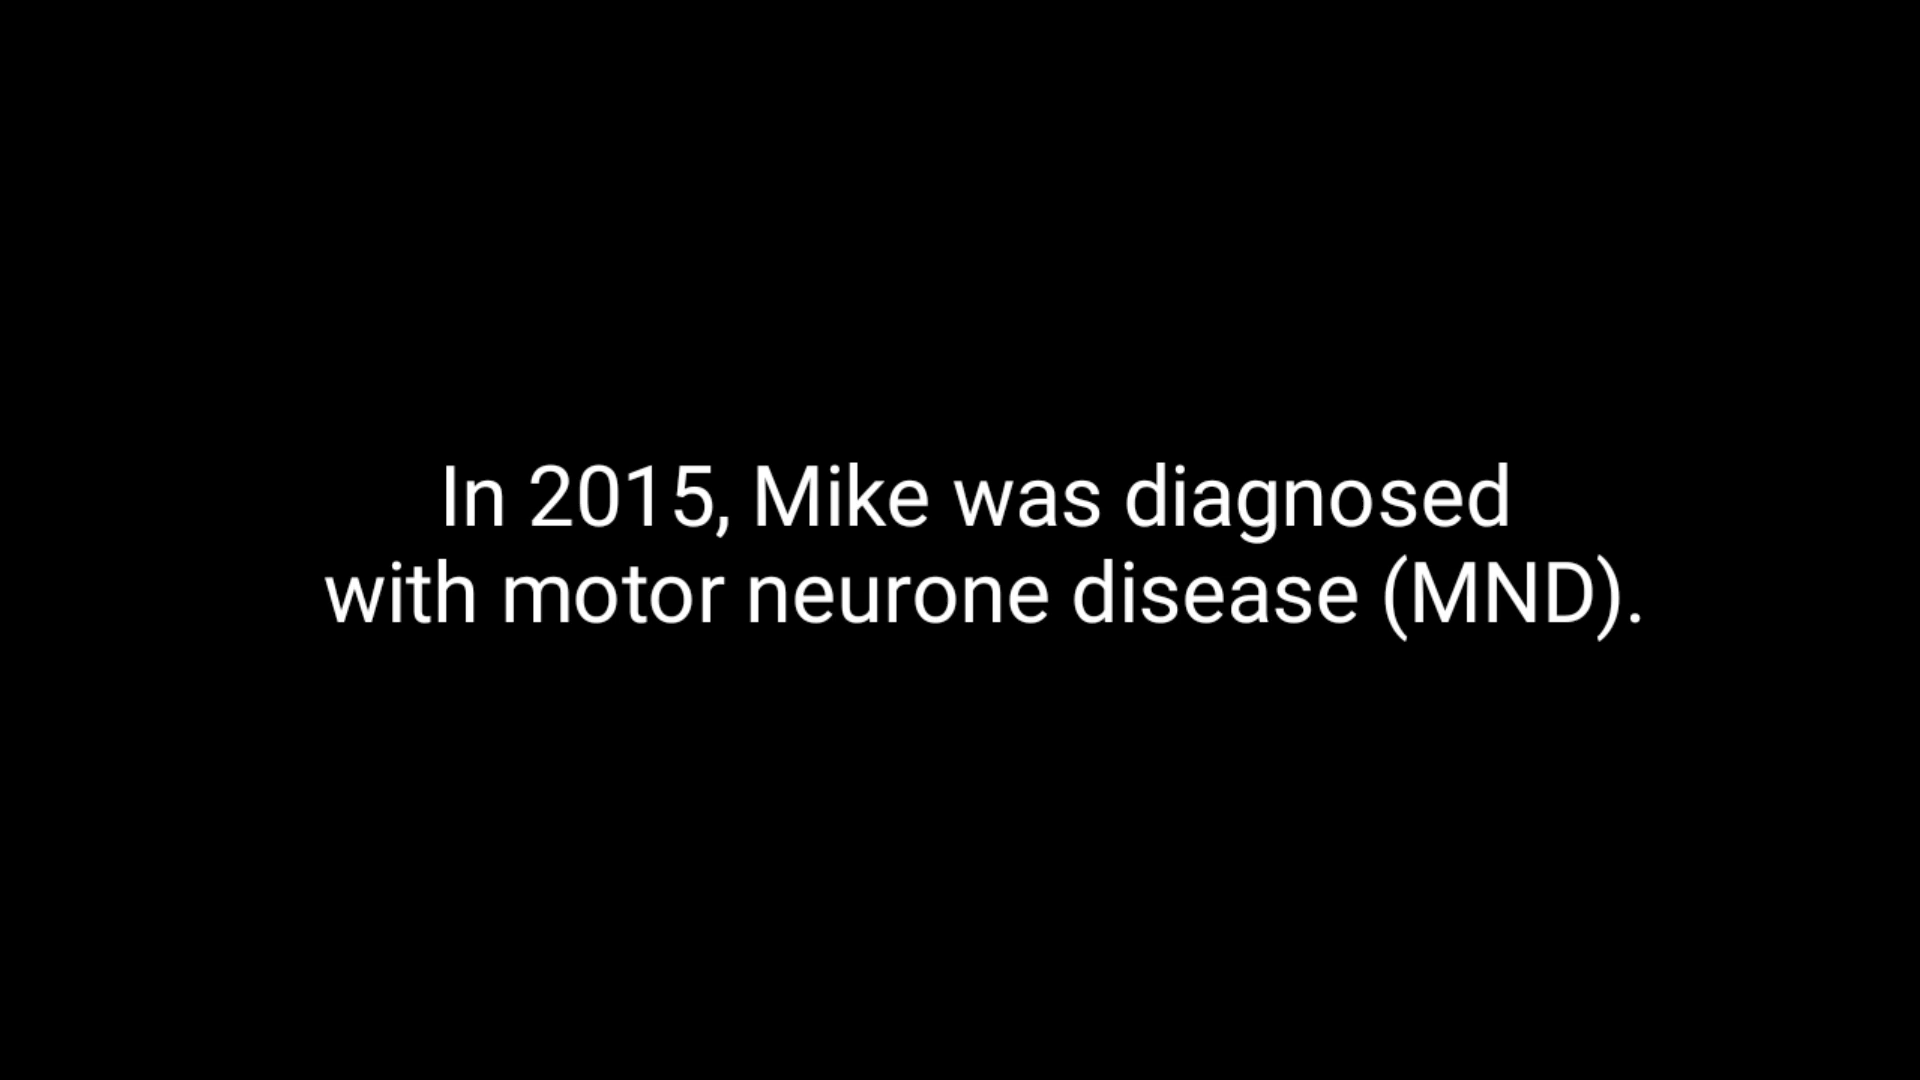 In 2015, Mike was diagnosed
with motor neurone disease (MND).